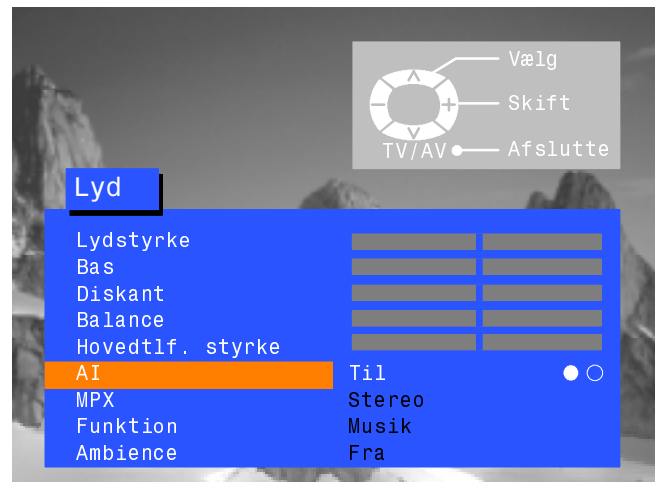 Vælg
Skift
TV/AV Afslutte
Lyd
Lydstyrke
Bas
Diskant
Balance
Hovedtlf. styrke
AI Til
MPX Stereo
Funktion Musik
Ambience Fra